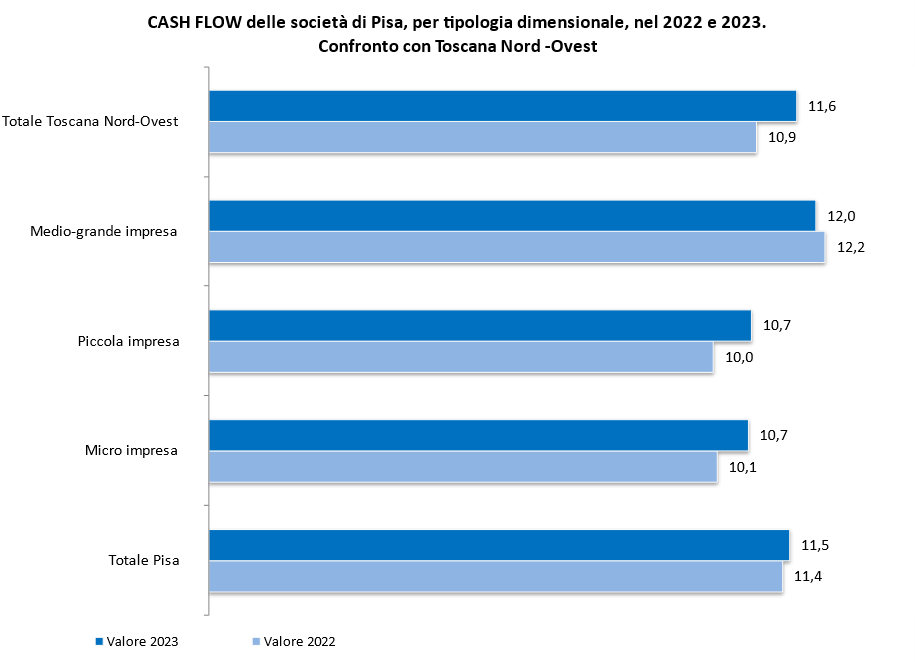 CASH FLOW delle società di Pisa, per tipologia dimensionale, nel 2022 e 2023.
Confronto con Toscana Nord -Ovest
Totale Toscana Nord-Ovest
11,6
10,9
Medio-grande impresa
12,0
12,2
Piccola impresa
10,7
10,0
Micro impresa
10,7
10,1
Totale Pisa
11,5
11,4
Valore 2023
Valore 2022